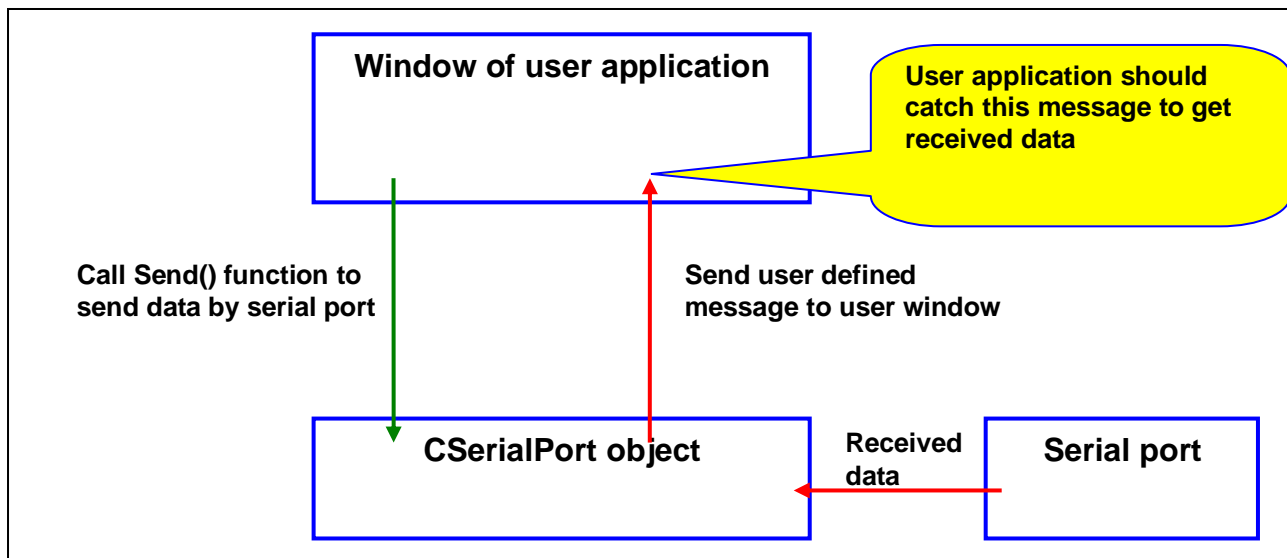 Window of user application
User application should
catch this message to get
received data
Call Send() function to
send data by serial port
Send user defined
message to user window
CSerialPort object
Received
data
Serial port